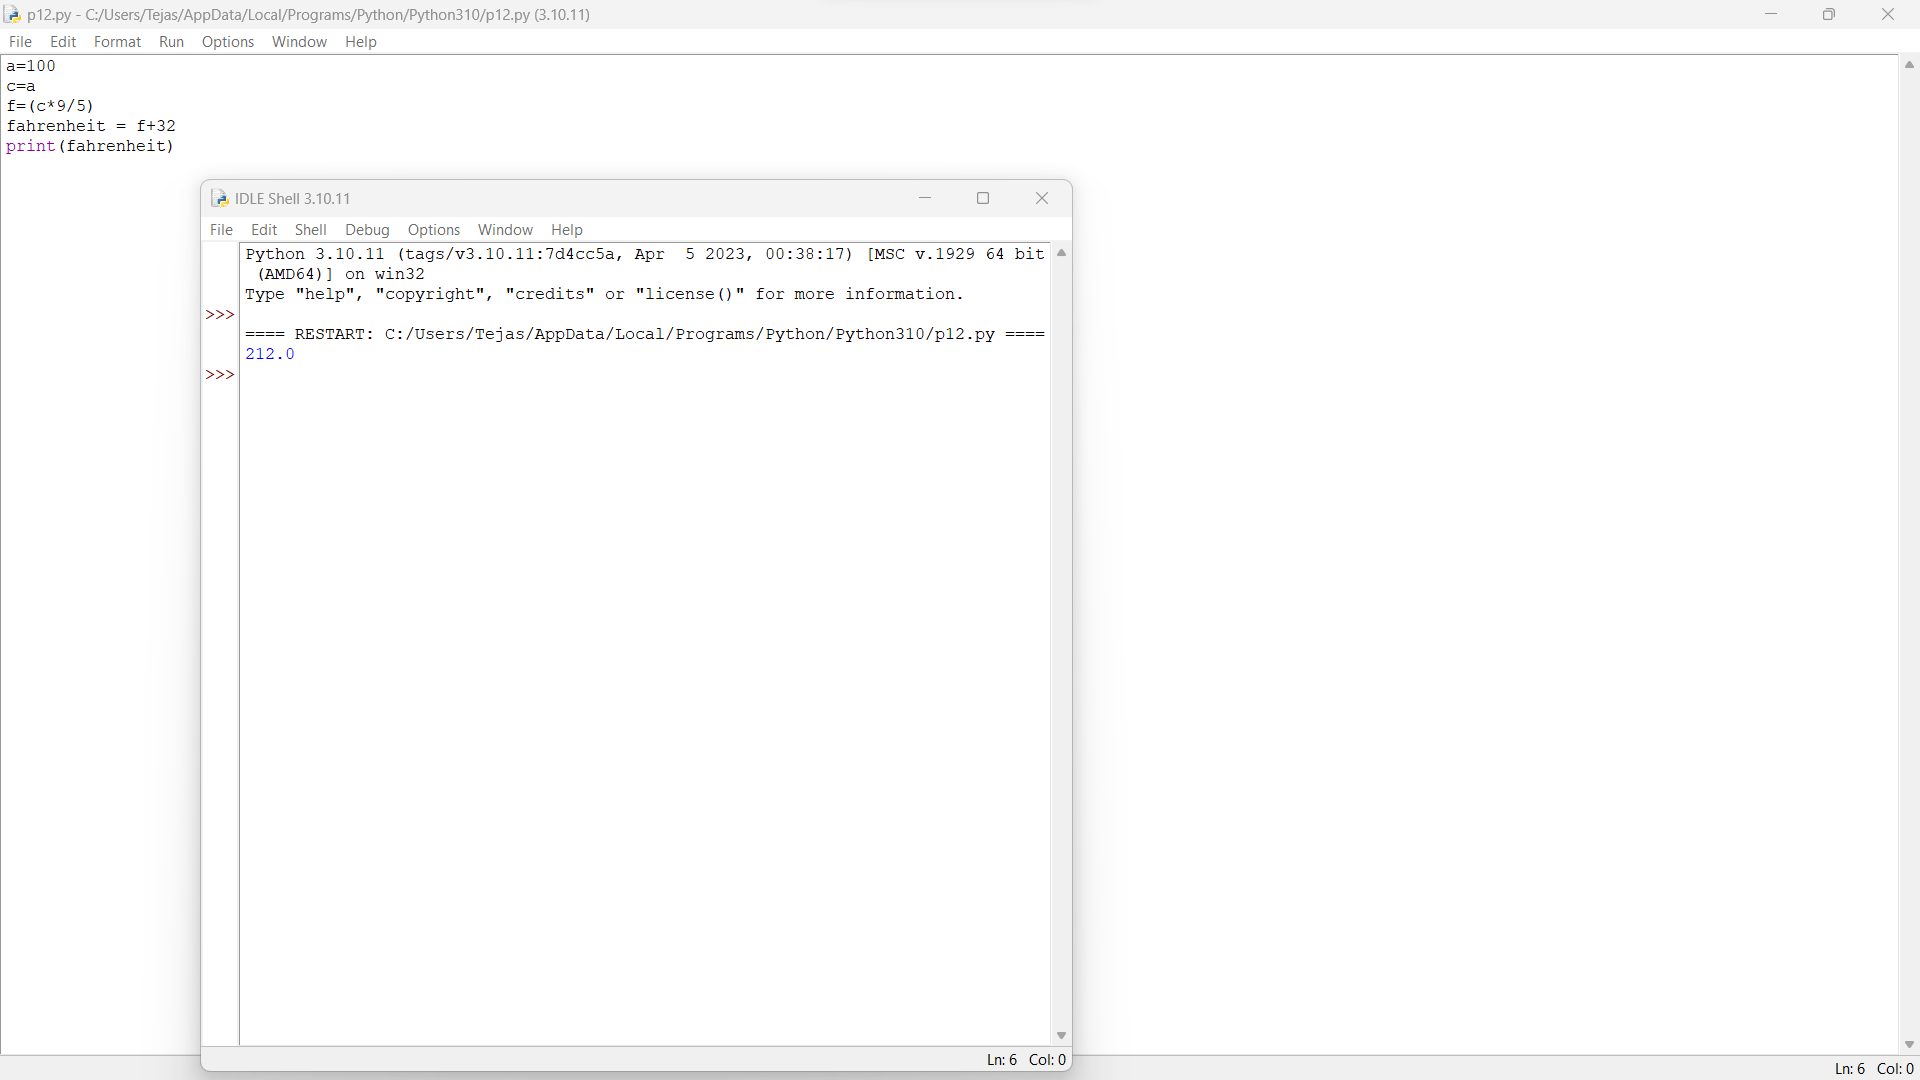 p12.py - C:/Users/Tejas/AppData/Local/Programs/Python/Python310/p12.py (3.10.11)
File Edit Format Run Options Window Help
a=100
c=a
f=(c*9/5)
fahrenheit = f+32
print(fahrenheit)
IDLE Shell 3.10.11
File Edit Shell Debug Options Window Help
Python 3.10.11 (tags/v3.10.11:7d4cc5a, Apr  5 2023, 00:38:17) [MSC v.1929 64 bit
 (AMD64)] on win32
Type "help", "copyright", "credits" or "license()" for more information.
>>>
==== RESTART: C:/Users/Tejas/AppData/Local/Programs/Python/Python310/p12.py ====
212.0
>>>
Ln: 6 Col: 0
Ln: 6 Col: 0